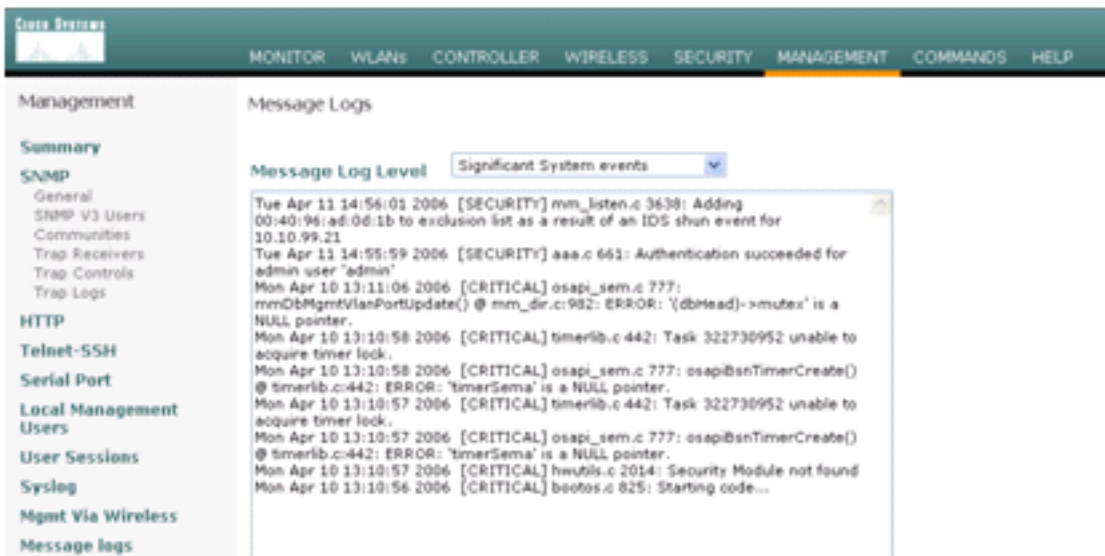 CISCO SYSTEMS
MONITOR WLANs CONTROLLER WIRELESS SECURITY MANAGEMENT COMMANDS HELP
Management
Summary
SNMP
General
SNMP V3 Users
Communities
Trap Receivers
Trap Controls
Trap Logs
HTTP
Telnet-SSH
Serial Port
Local Management
Users
User Sessions
Syslog
Mgmt Via Wireless
Message logs
Message Logs
Message Log Level Significant System events
Tue Apr 11 14:56:01 2006 [SECURITY] mm_listen.c 3638: Adding
00:40:96:ad:0d:1b to exclusion list as a result of an IDS shun event for
10.10.99.21
Tue Apr 11 14:55:59 2006 [SECURITY] aaa.c 661: Authentication succeeded for
admin user 'admin'
Mon Apr 10 13:11:06 2006 [CRITICAL] osapi_sem.c 777:
mmDbMgmtVlanPortUpdate() @ mm_dir.c:982: ERROR: '(dbHead)->mutex' is a
NULL pointer.
Mon Apr 10 13:10:58 2006 [CRITICAL] timerlib.c 442: Task 322730952 unable to
acquire timer lock.
Mon Apr 10 13:10:58 2006 [CRITICAL] osapi_sem.c 777: osapiBsnTimerCreate()
@ timerlib.c:442: ERROR: 'timerSema' is a NULL pointer.
Mon Apr 10 13:10:57 2006 [CRITICAL] timerlib.c 442: Task 322730952 unable to
acquire timer lock.
Mon Apr 10 13:10:57 2006 [CRITICAL] osapi_sem.c 777: osapiBsnTimerCreate()
@ timerlib.c:442: ERROR: 'timerSema' is a NULL pointer.
Mon Apr 10 13:10:57 2006 [CRITICAL] hwutils.c 2014: Security Module not found
Mon Apr 10 13:10:56 2006 [CRITICAL] bootos.c 825: Starting code...